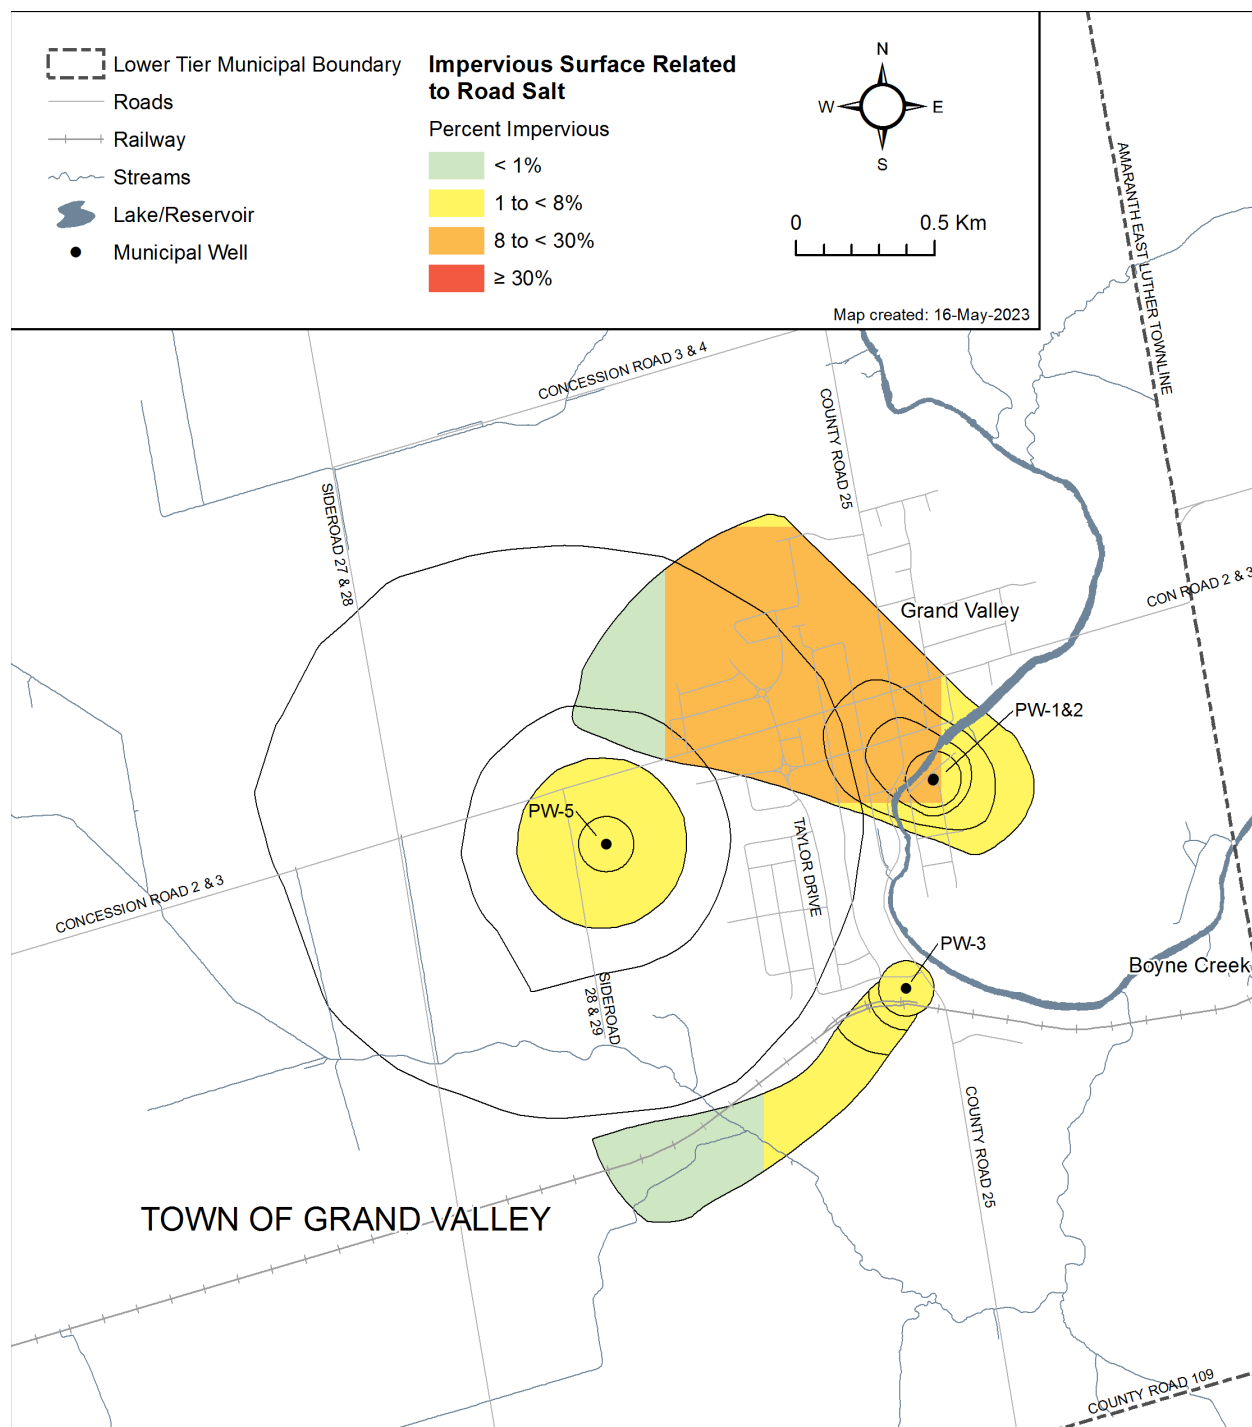 Lower Tier Municipal Boundary
Roads
Railway
Streams
Lake/Reservoir
Municipal Well
Impervious Surface Related
to Road Salt
Percent Impervious
< 1%
1 to < 8%
8 to < 30%
≥ 30%
N
W
E
S
0
0.5 Km
Map created: 16-May-2023
AMARANTH EAST LUTHER TOWNLINE
CONCESSION ROAD 3 & 4
COUNTY ROAD 25
SIDEROAD 27 & 28
CON ROAD 2 & 3
Grand Valley
PW-1&2
PW-5
TAYLOR DRIVE
CONCESSION ROAD 2 & 3
PW-3
Boyne Creek
SIDEROAD
28 & 29
COUNTY ROAD 25
TOWN OF GRAND VALLEY
COUNTY ROAD 109